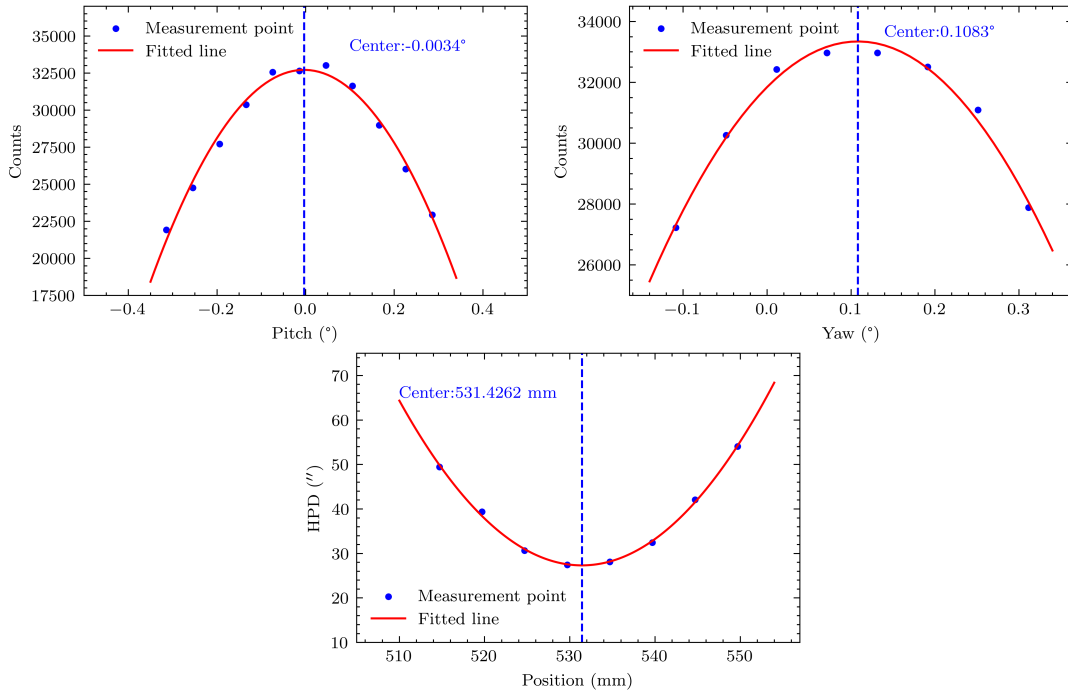 35000
32500
30000
27500
25000
22500
20000
17500
Counts
Measurement point
Fitted line
Center:-0.0034°
−0.4
−0.2
0.0
0.2
0.4
Pitch (°)
34000
32000
30000
28000
26000
Counts
Measurement point
Fitted line
Center:0.1083°
−0.1
0.0
0.1
0.2
0.3
Yaw (°)
70
60
50
40
30
20
10
HPD (′′)
Center:531.4262 mm
Measurement point
Fitted line
510
520
530
540
550
Position (mm)